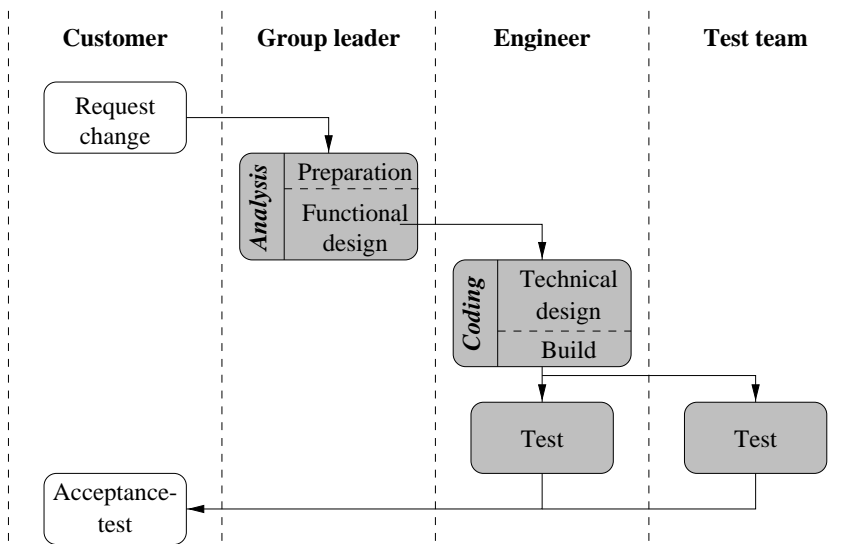 Customer
Group leader
Engineer
Test team
Request
change
Analysis
Preparation
Functional
design
Coding
Technical
design
Build
Test
Test
Acceptance-
test